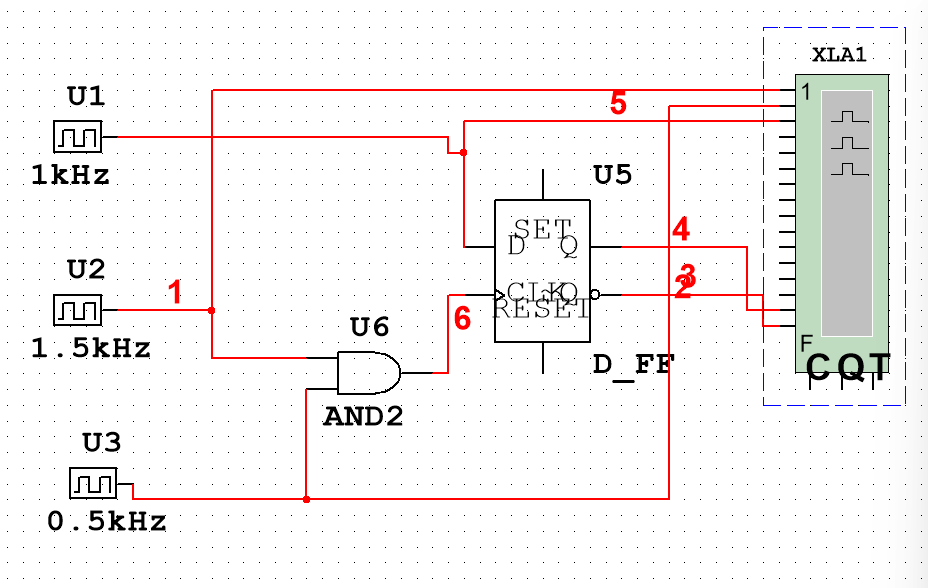 XLA1
U1
1
5
1kHz
U5
SET
D
Q
4
U2
1
3
2
CLK
~Q
RESET
6
U6
1.5kHz
F
D_FF
C Q T
AND2
U3
0.5kHz